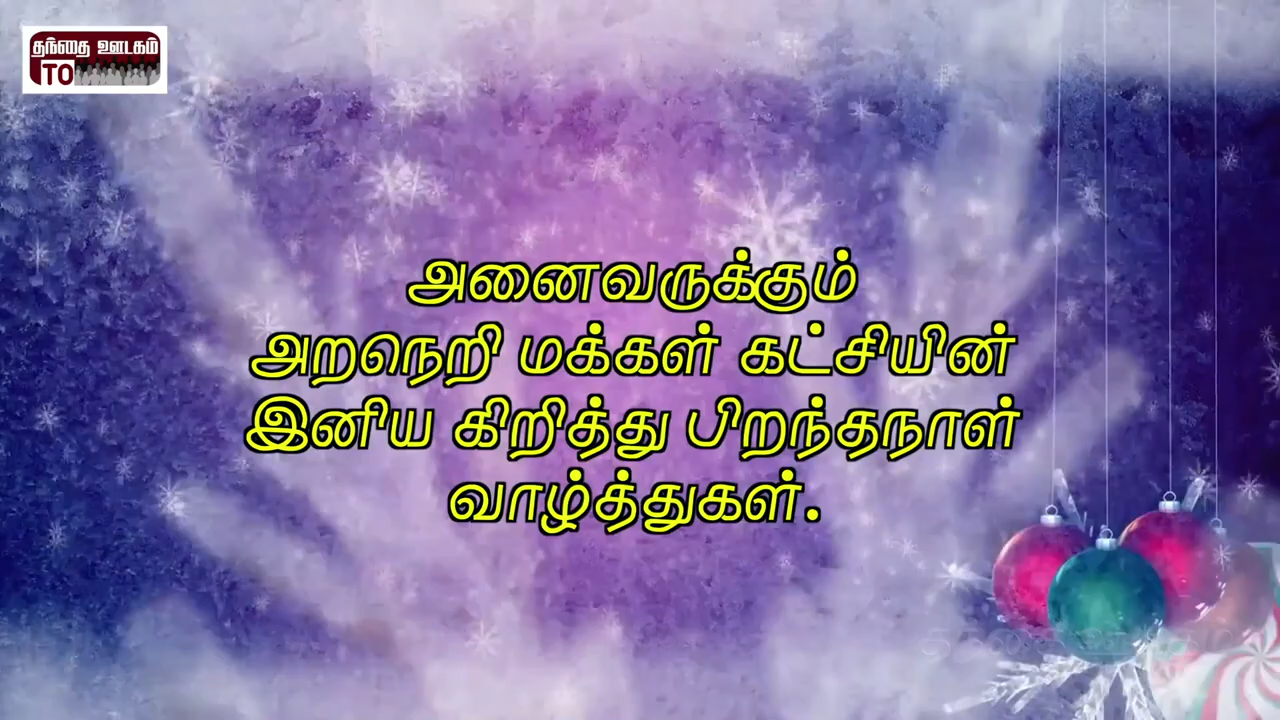 தந்தை ஊடகம்
TO
அனைவருக்கும்
அறநெறி மக்கள் கட்சியின்
இனிய கிறித்து பிறந்தநாள்
வாழ்த்துகள்.